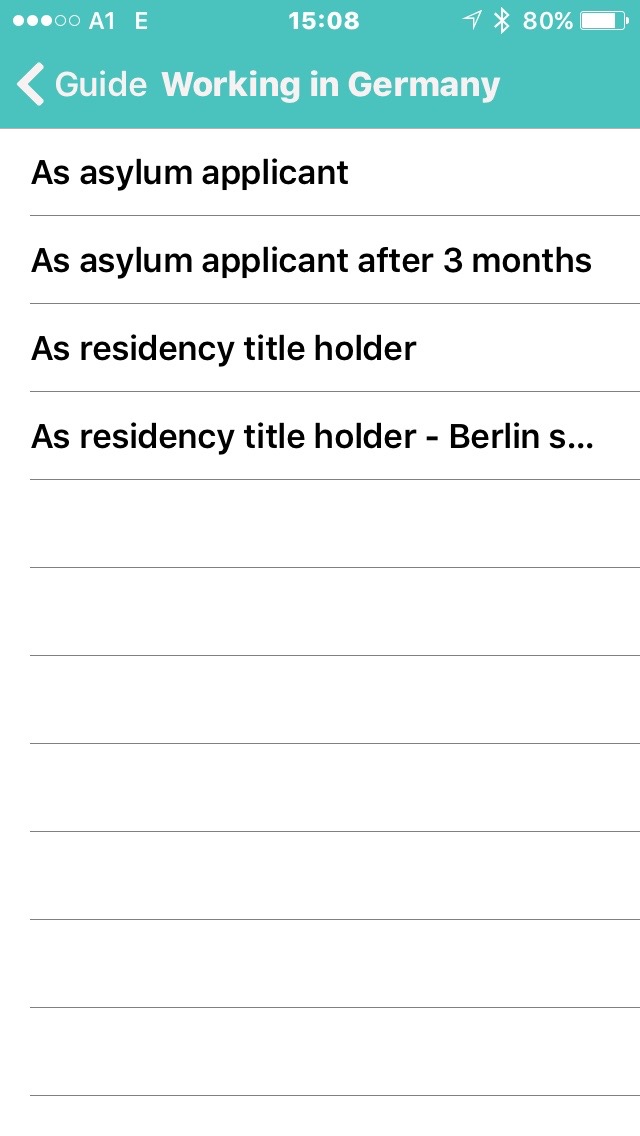 A1 E 15:08 80%
Guide Working in Germany
As asylum applicant
As asylum applicant after 3 months
As residency title holder
As residency title holder - Berlin s...